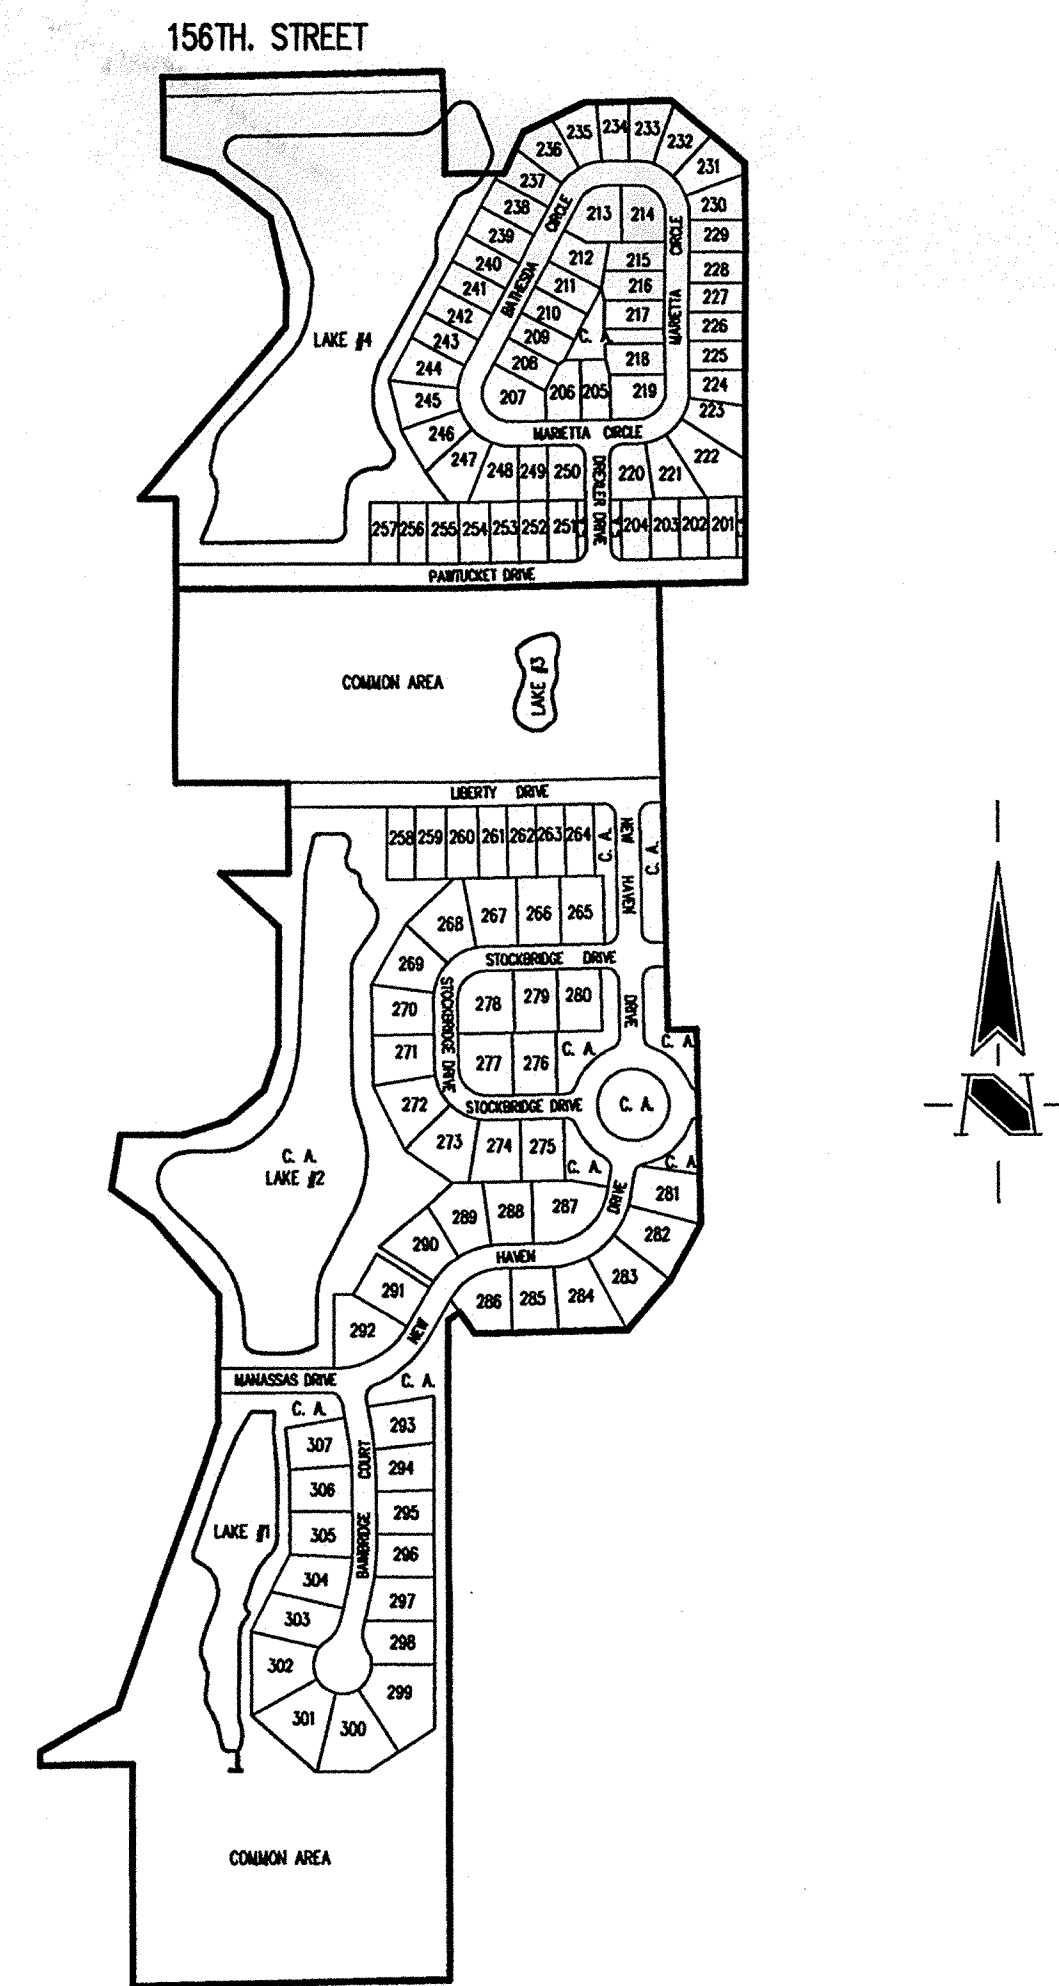 156TH. STREET
235 234 233
236 232
237 231
238 CIRCLE 213 214 CIRCLE 230
239 229
240 212 215 228
241 BATHESDA 211 216 227
242 210 217 MARIETTA 226
LAKE #4 243 209 C. A. 225
244 208 218 224
245 207 206 205 219 223
246 MARIETTA CIRCLE
247 248 249 250 DREXLER DRIVE 220 221 222
257 256 255 254 253 252 251 204 203 202 201
PAWTUCKET DRIVE
COMMON AREA LAKE #3
LIBERTY DRIVE
258 259 260 261 262 263 264 C. A. NEW HAVEN C. A.
268 267 266 265
269 STOCKBRIDGE DRIVE
270 STOCKBRIDGE DRIVE 278 279 280 DRIVE
271 277 276 C. A. C. A.
272 STOCKBRIDGE DRIVE C. A.
273 274 275 C. A. C. A.
C. A.
LAKE #2
281
289 288 287 DRIVE
290 HAVEN 282
291 283
286 285 284
292 NEW
MANASSAS DRIVE C. A.
C. A. 293
307 COURT 294
306 295
LAKE #1 305 BAINBRIDGE 296
304 297
303 298
302 299
301 300
COMMON AREA
N